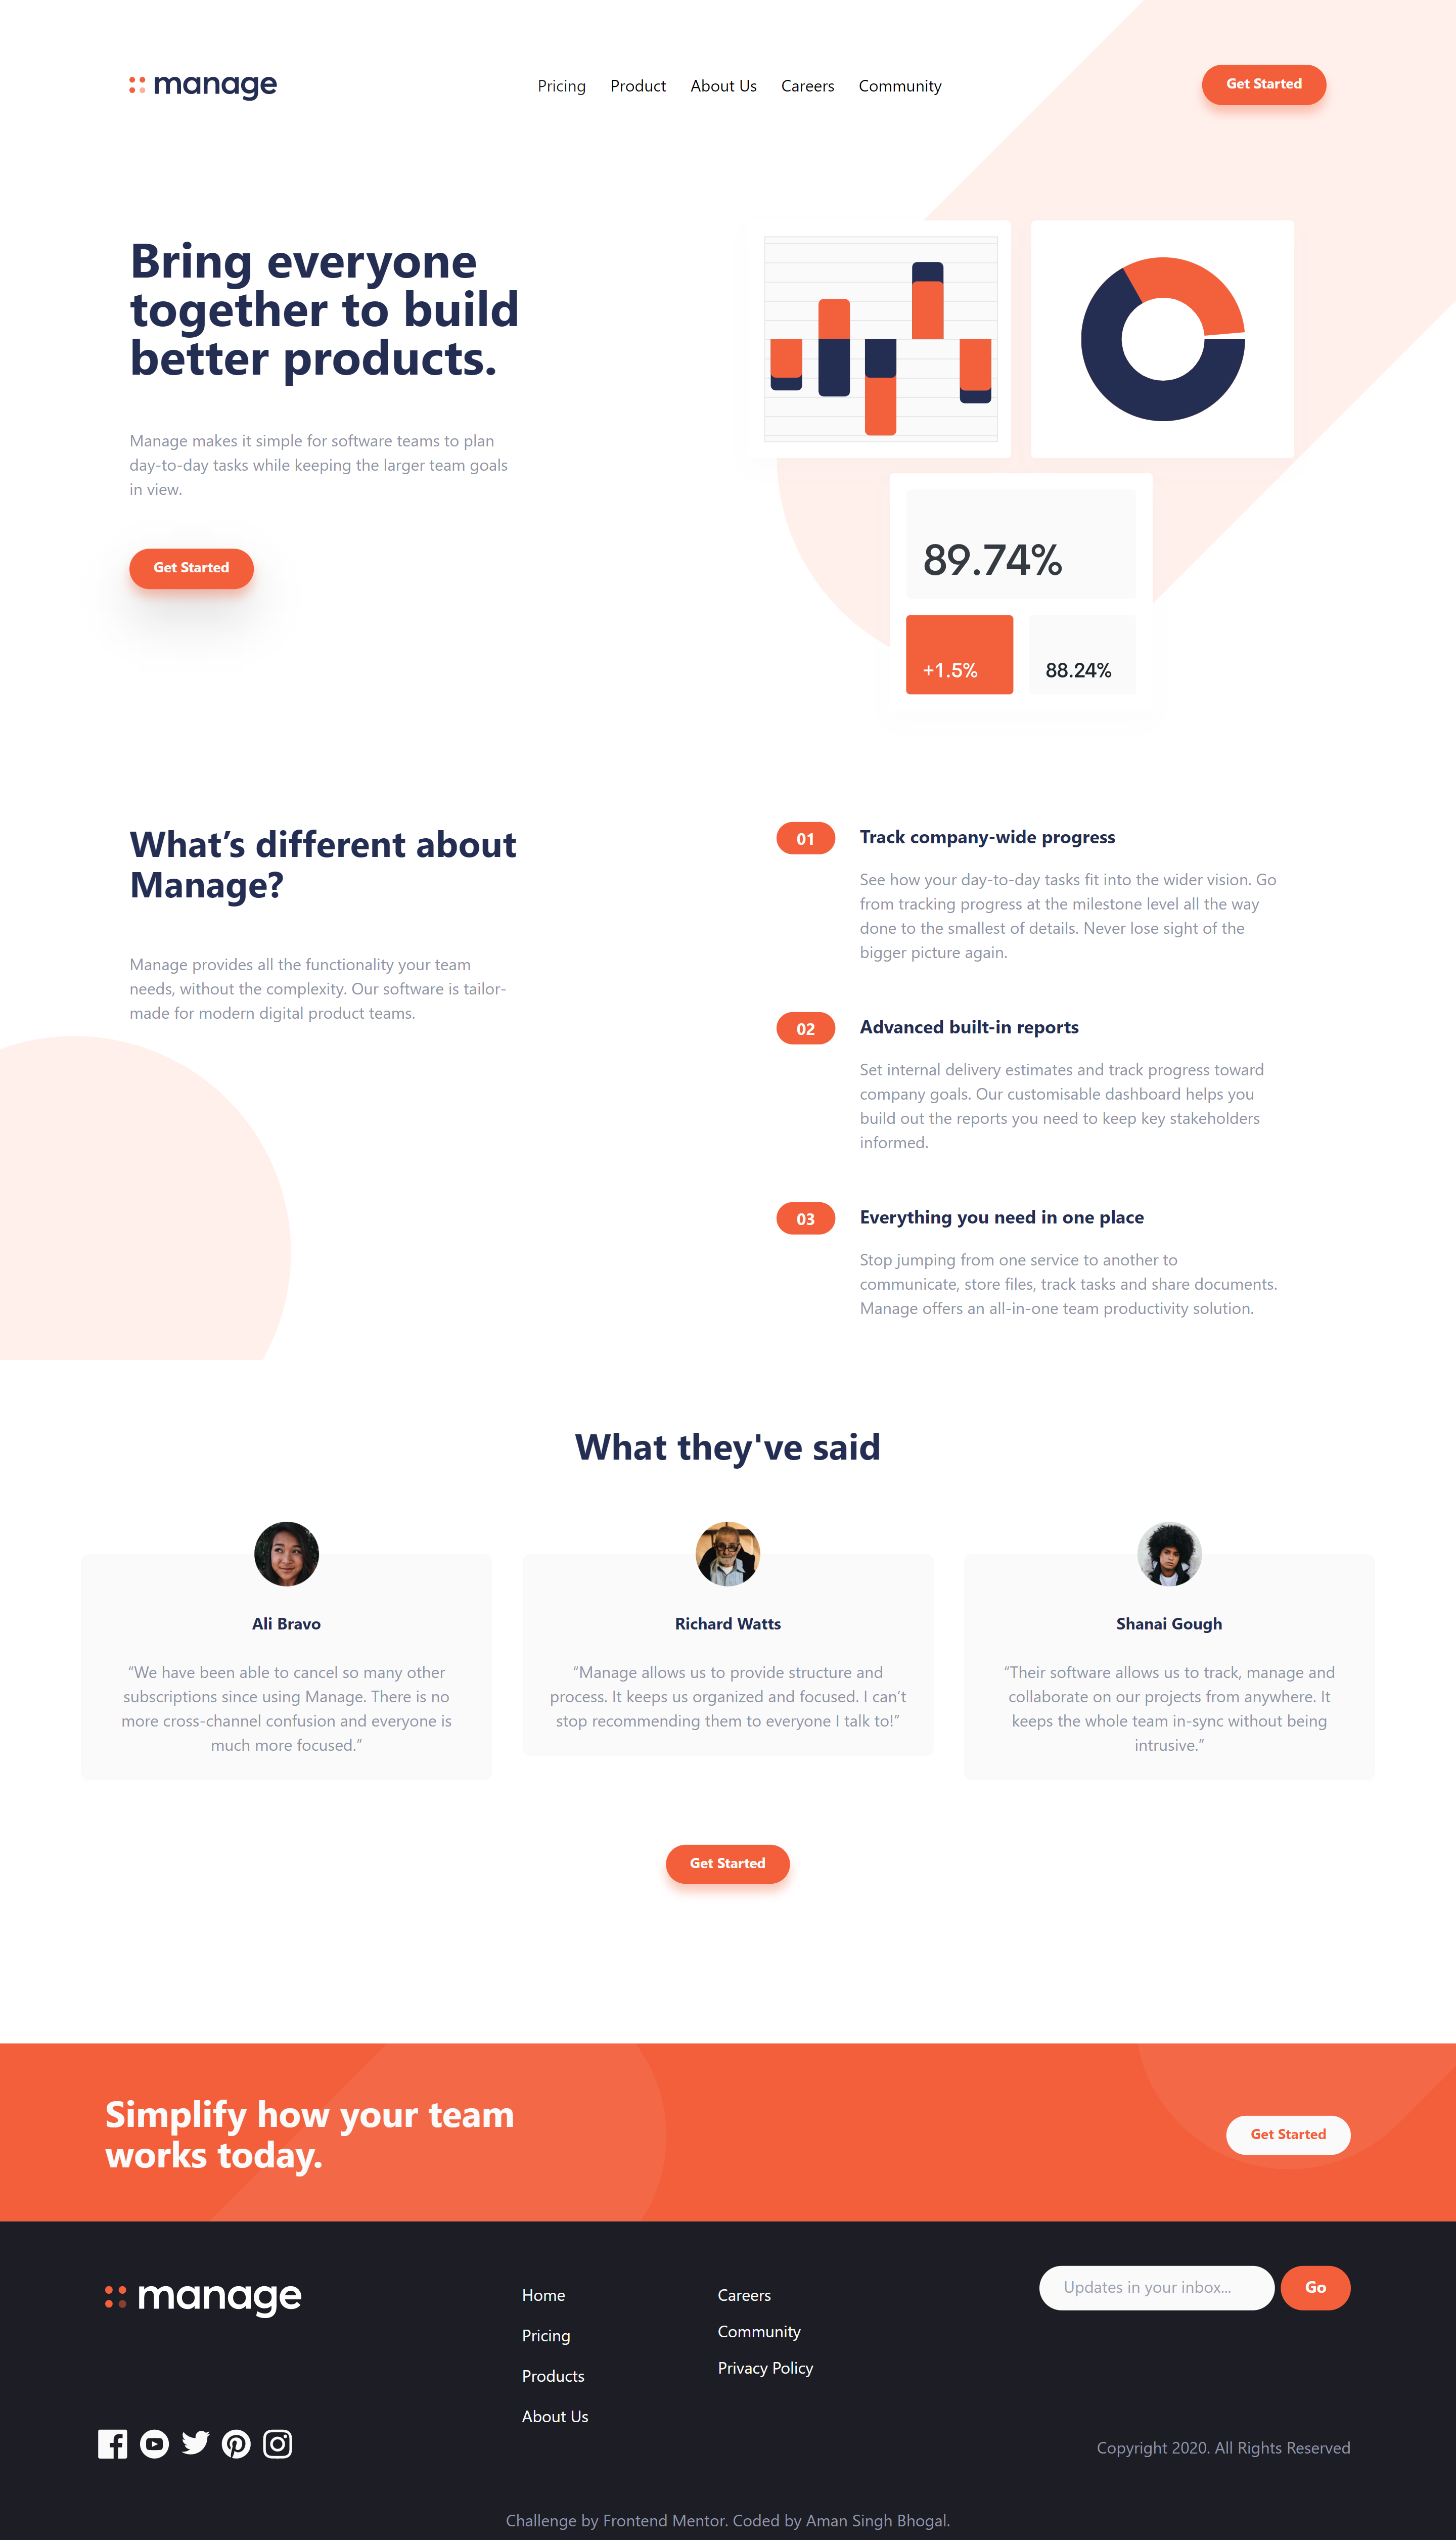 manage
Pricing Product About Us Careers Community
Get Started
Bring everyone
together to build
better products.
Manage makes it simple for software teams to plan
day-to-day tasks while keeping the larger team goals
in view.
Get Started
89.74%
+1.5%
88.24%
What’s different about
Manage?
Manage provides all the functionality your team
needs, without the complexity. Our software is tailor-
made for modern digital product teams.
01
Track company-wide progress
See how your day-to-day tasks fit into the wider vision. Go
from tracking progress at the milestone level all the way
done to the smallest of details. Never lose sight of the
bigger picture again.
02
Advanced built-in reports
Set internal delivery estimates and track progress toward
company goals. Our customisable dashboard helps you
build out the reports you need to keep key stakeholders
informed.
03
Everything you need in one place
Stop jumping from one service to another to
communicate, store files, track tasks and share documents.
Manage offers an all-in-one team productivity solution.
What they've said
Ali Bravo
“We have been able to cancel so many other
subscriptions since using Manage. There is no
more cross-channel confusion and everyone is
much more focused.”
Richard Watts
“Manage allows us to provide structure and
process. It keeps us organized and focused. I can’t
stop recommending them to everyone I talk to!”
Shanai Gough
“Their software allows us to track, manage and
collaborate on our projects from anywhere. It
keeps the whole team in-sync without being
intrusive.”
Get Started
Simplify how your team
works today.
Get Started
manage
Home
Pricing
Products
About Us
Careers
Community
Privacy Policy
Updates in your inbox...
Go
Copyright 2020. All Rights Reserved
Challenge by Frontend Mentor. Coded by Aman Singh Bhogal.